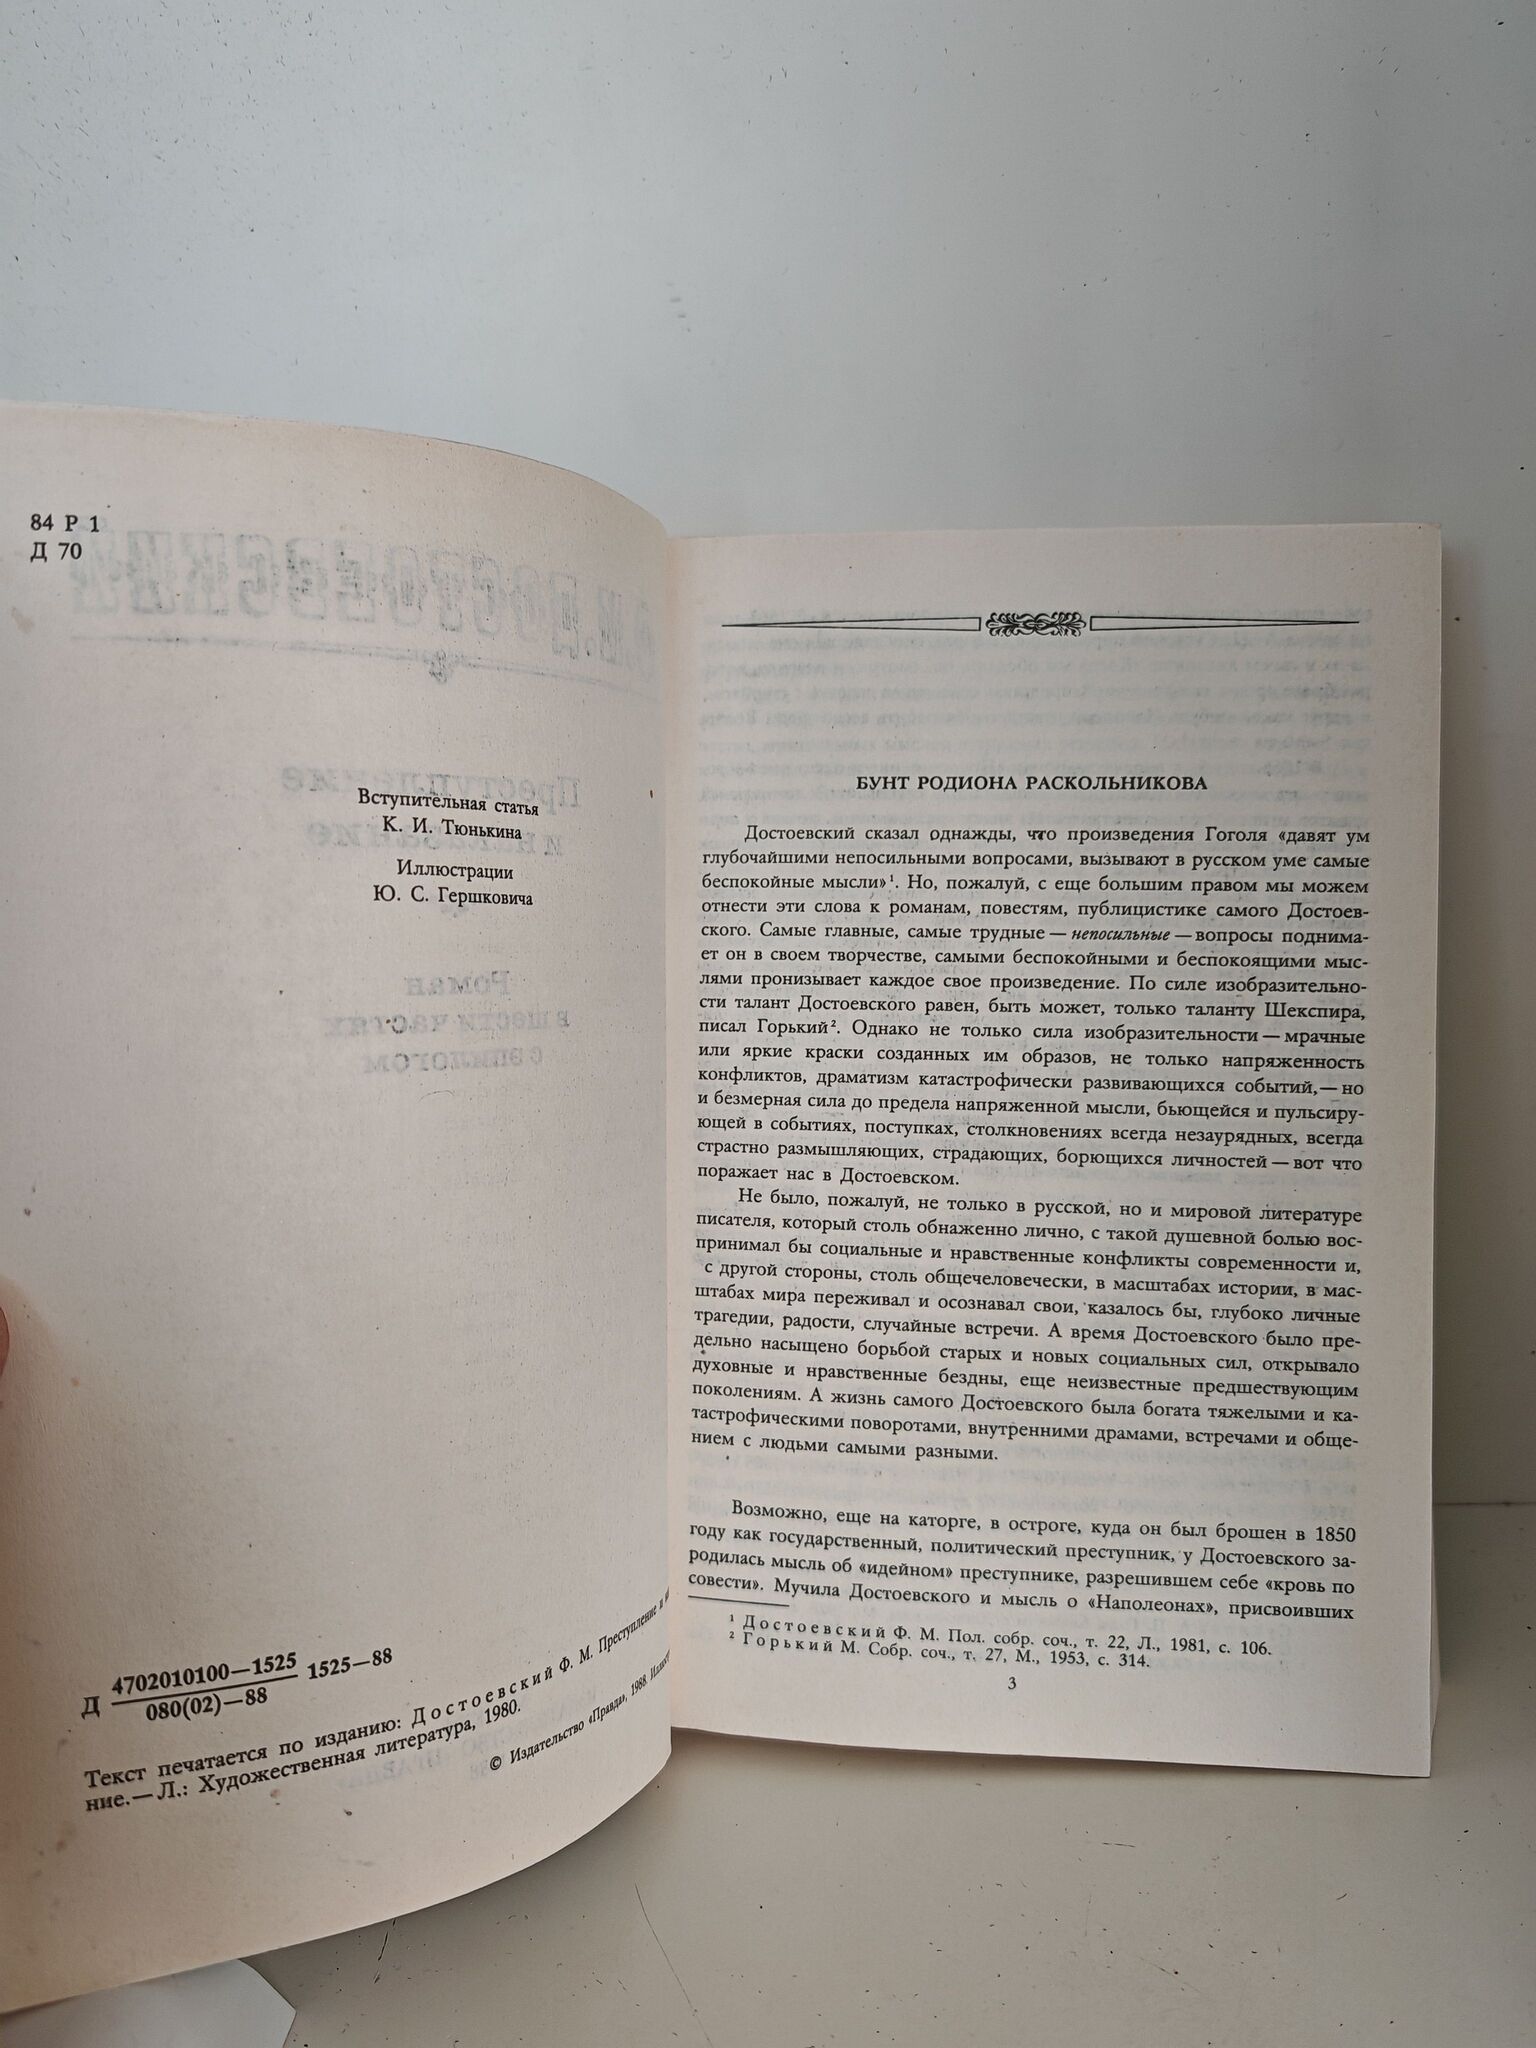 84 Р 1
Д 70
Вступительная статья
К. И. Тюнькина
Иллюстрации
Ю. С. Гершковича
Д 4702010100—1525 1525—88
080(02)—88
Текст печатается по изданию: Достоевский Ф. М. Преступление и
ние.—Л.: Художественная литература, 1980.
© Издательство «Правда», 1988.
БУНТ РОДИОНА РАСКОЛЬНИКОВА
Достоевский сказал однажды, что произведения Гоголя «давят ум
глубочайшими непосильными вопросами, вызывают в русском уме самые
беспокойные мысли»¹. Но, пожалуй, с еще большим правом мы можем
отнести эти слова к романам, повестям, публицистике самого Достоев-
ского. Самые главные, самые трудные — непосильные — вопросы поднима-
ет он в своем творчестве, самыми беспокойными и беспокоящими мыс-
лями пронизывает каждое свое произведение. По силе изобразительно-
сти талант Достоевского равен, быть может, только таланту Шекспира,
писал Горький². Однако не только сила изобразительности — мрачные
или яркие краски созданных им образов, не только напряженность
конфликтов, драматизм катастрофически развивающихся событий,— но
и безмерная сила до предела напряженной мысли, бьющейся и пульсиру-
ющей в событиях, поступках, столкновениях всегда незаурядных, всегда
страстно размышляющих, страдающих, борющихся личностей — вот что
поражает нас в Достоевском.
Не было, пожалуй, не только в русской, но и мировой литературе
писателя, который столь обнаженно лично, с такой душевной болью вос-
принимал бы социальные и нравственные конфликты современности и,
с другой стороны, столь общечеловечески, в масштабах истории, в мас-
штабах мира переживал и осознавал свои, казалось бы, глубоко личные
трагедии, радости, случайные встречи. А время Достоевского было пре-
дельно насыщено борьбой старых и новых социальных сил, открывало
духовные и нравственные бездны, еще неизвестные предшествующим
поколениям. А жизнь самого Достоевского была богата тяжелыми и ка-
тастрофическими поворотами, внутренними драмами, встречами и обще-
нием с людьми самыми разными.
Возможно, еще на каторге, в остроге, куда он был брошен в 1850
году как государственный, политический преступник, у Достоевского за-
родилась мысль об «идейном» преступнике, разрешившем себе «кровь по
совести». Мучила Достоевского и мысль о «Наполеонах», присвоивших
¹ Достоевский Ф. М. Пол. собр. соч., т. 22, Л., 1981, с. 106.
² Горький М. Собр. соч., т. 27, М., 1953, с. 314.
3